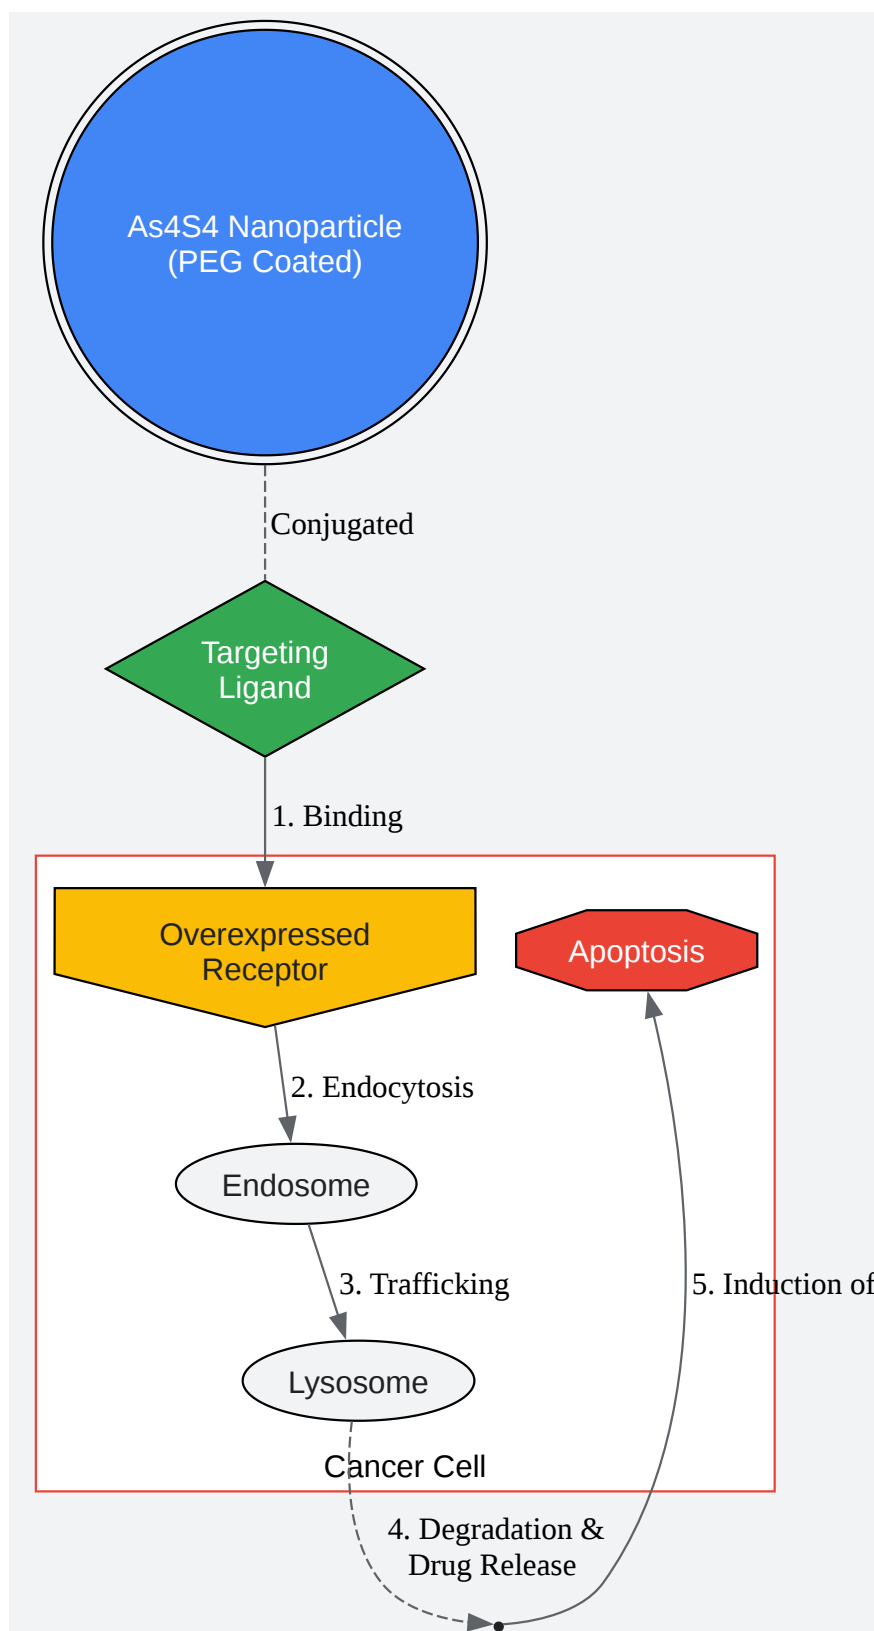 As4S4 Nanoparticle
(PEG Coated)
Conjugated
Targeting
Ligand
1. Binding
Overexpressed
Receptor
Apoptosis
2. Endocytosis
Endosome
3. Trafficking
5. Induction of
Lysosome
Cancer Cell
4. Degradation &
Drug Release